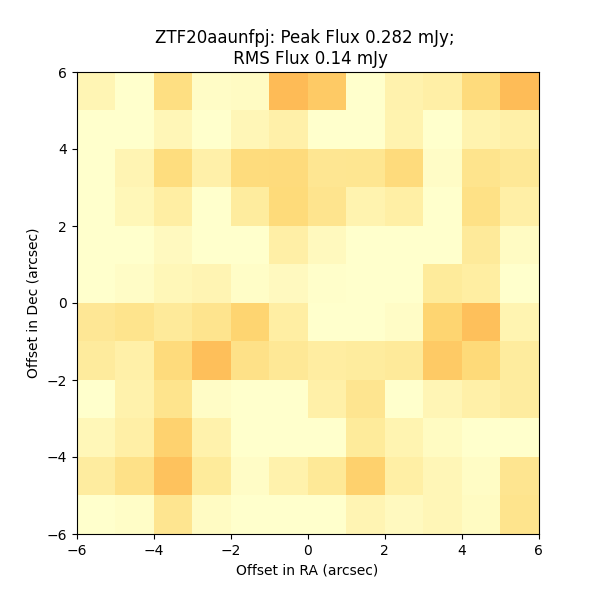 ZTF20aaunfpj: Peak Flux 0.282 mJy;
RMS Flux 0.14 mJy
6
4
2
0
−2
−4
−6
Offset in Dec (arcsec)
−6 −4 −2 0 2 4 6
Offset in RA (arcsec)